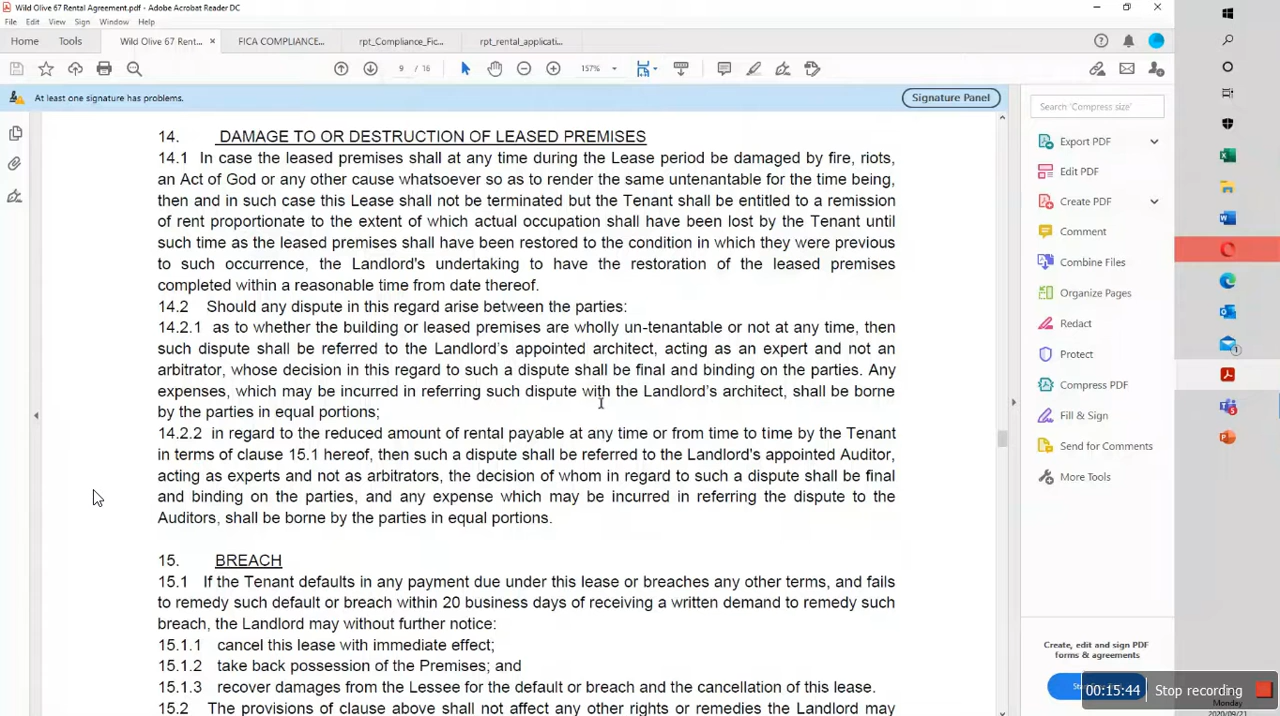 Wild Olive 67 Rental Agreement.pdf - Adobe Acrobat Reader DC
File Edit View Sign Window Help
Home Tools Wild Olive 67 Rent... × FICA COMPLIANCE... rpt_Compliance_Fic... rpt_rental_applicati...
9 / 16 157%
At least one signature has problems.
Signature Panel
14. DAMAGE TO OR DESTRUCTION OF LEASED PREMISES
14.1 In case the leased premises shall at any time during the Lease period be damaged by fire, riots,
an Act of God or any other cause whatsoever so as to render the same untenantable for the time being,
then and in such case this Lease shall not be terminated but the Tenant shall be entitled to a remission
of rent proportionate to the extent of which actual occupation shall have been lost by the Tenant until
such time as the leased premises shall have been restored to the condition in which they were previous
to such occurrence, the Landlord's undertaking to have the restoration of the leased premises
completed within a reasonable time from date thereof.
14.2 Should any dispute in this regard arise between the parties:
14.2.1 as to whether the building or leased premises are wholly un-tenantable or not at any time, then
such dispute shall be referred to the Landlord's appointed architect, acting as an expert and not an
arbitrator, whose decision in this regard to such a dispute shall be final and binding on the parties. Any
expenses, which may be incurred in referring such dispute with the Landlord's architect, shall be borne
by the parties in equal portions;
14.2.2 in regard to the reduced amount of rental payable at any time or from time to time by the Tenant
in terms of clause 15.1 hereof, then such a dispute shall be referred to the Landlord's appointed Auditor,
acting as experts and not as arbitrators, the decision of whom in regard to such a dispute shall be final
and binding on the parties, and any expense which may be incurred in referring the dispute to the
Auditors, shall be borne by the parties in equal portions.
15. BREACH
15.1 If the Tenant defaults in any payment due under this lease or breaches any other terms, and fails
to remedy such default or breach within 20 business days of receiving a written demand to remedy such
breach, the Landlord may without further notice:
15.1.1 cancel this lease with immediate effect;
15.1.2 take back possession of the Premises; and
15.1.3 recover damages from the Lessee for the default or breach and the cancellation of this lease.
15.2 The provisions of clause above shall not affect any other rights or remedies the Landlord may
Search 'Compress size'
Export PDF
Edit PDF
Create PDF
Comment
Combine Files
Organize Pages
Redact
Protect
Compress PDF
Fill & Sign
Send for Comments
More Tools
Create, edit and sign PDF
forms & agreements
00:15:44 Stop recording
Monday
2020/09/21